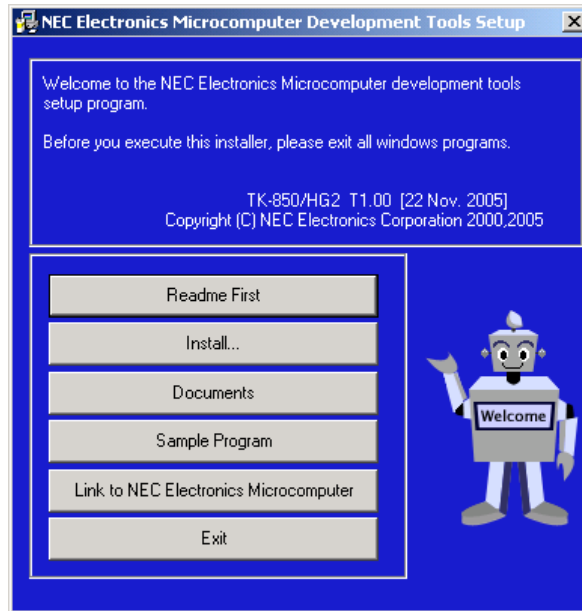 NEC Electronics Microcomputer Development Tools Setup
Welcome to the NEC Electronics Microcomputer development tools
setup program.
Before you execute this installer, please exit all windows programs.
TK-850/HG2 T1.00 [22 Nov. 2005]
Copyright (C) NEC Electronics Corporation 2000,2005
Readme First
Install...
Documents
Sample Program
Link to NEC Electronics Microcomputer
Exit
Welcome